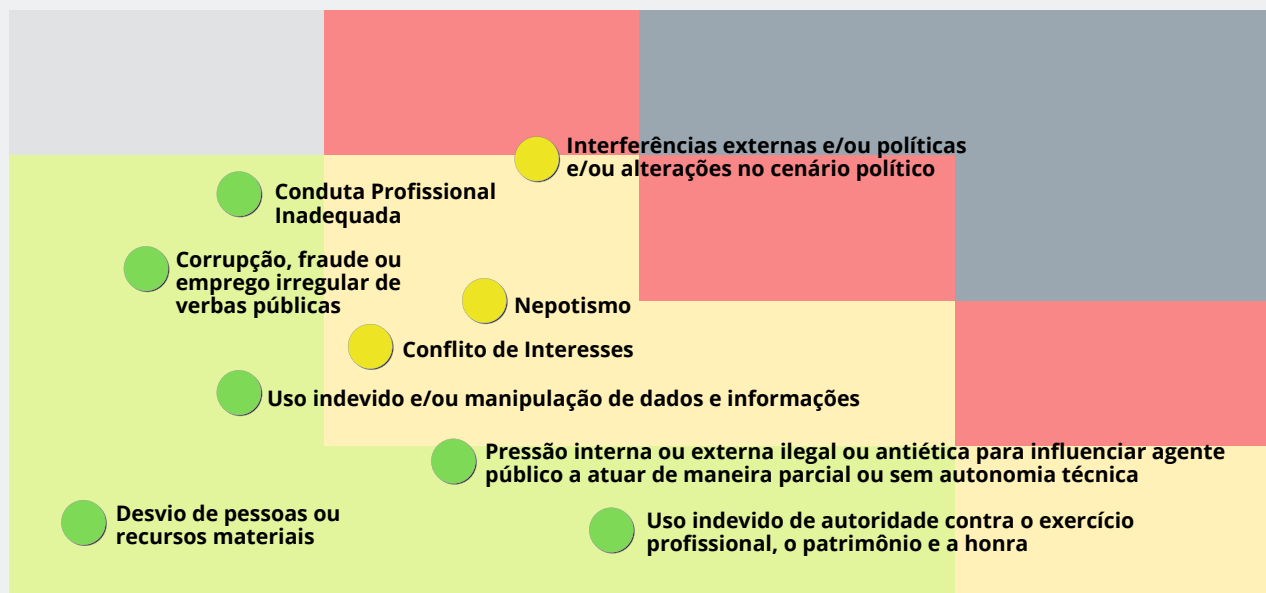 Interferências externas e/ou políticas
e/ou alterações no cenário político
Conduta Profissional
Inadequada
Corrupção, fraude ou
emprego irregular de
verbas públicas
Nepotismo
Conflito de Interesses
Uso indevido e/ou manipulação de dados e informações
Pressão interna ou externa ilegal ou antiética para influenciar agente
público a atuar de maneira parcial ou sem autonomia técnica
Desvio de pessoas ou
recursos materiais
Uso indevido de autoridade contra o exercício
profissional, o patrimônio e a honra